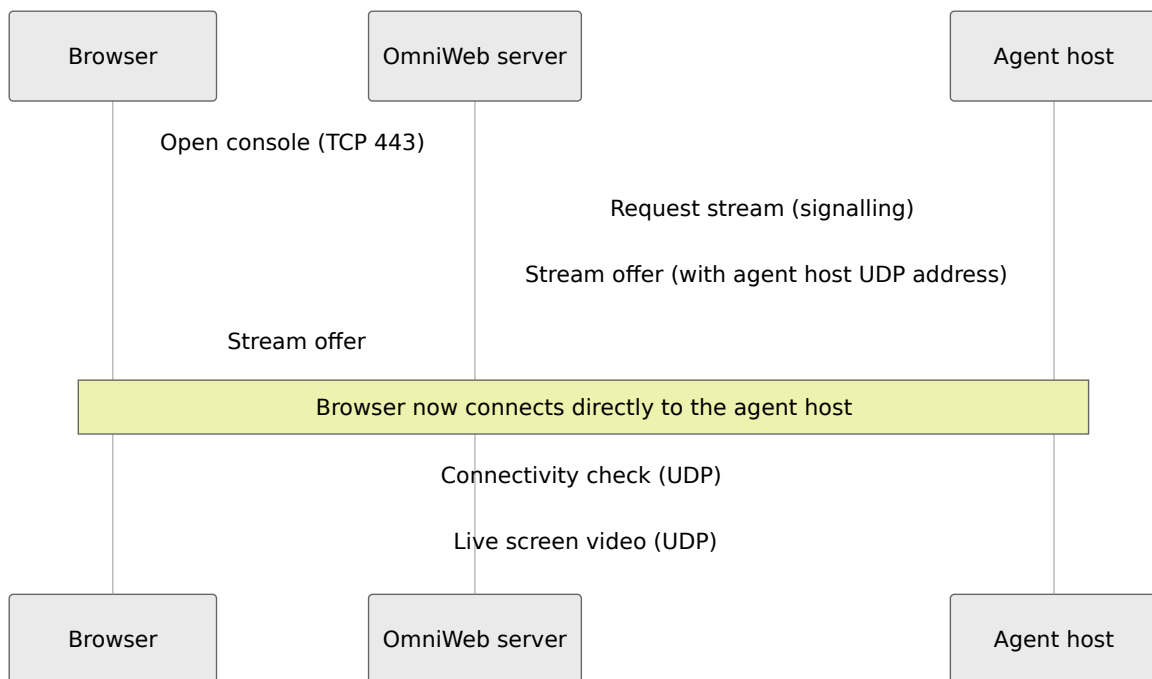 Browser
OmniWeb server
Agent host
Open console (TCP 443)
Request stream (signalling)
Stream offer (with agent host UDP address)
Stream offer
Browser now connects directly to the agent host
Connectivity check (UDP)
Live screen video (UDP)
Browser
OmniWeb server
Agent host